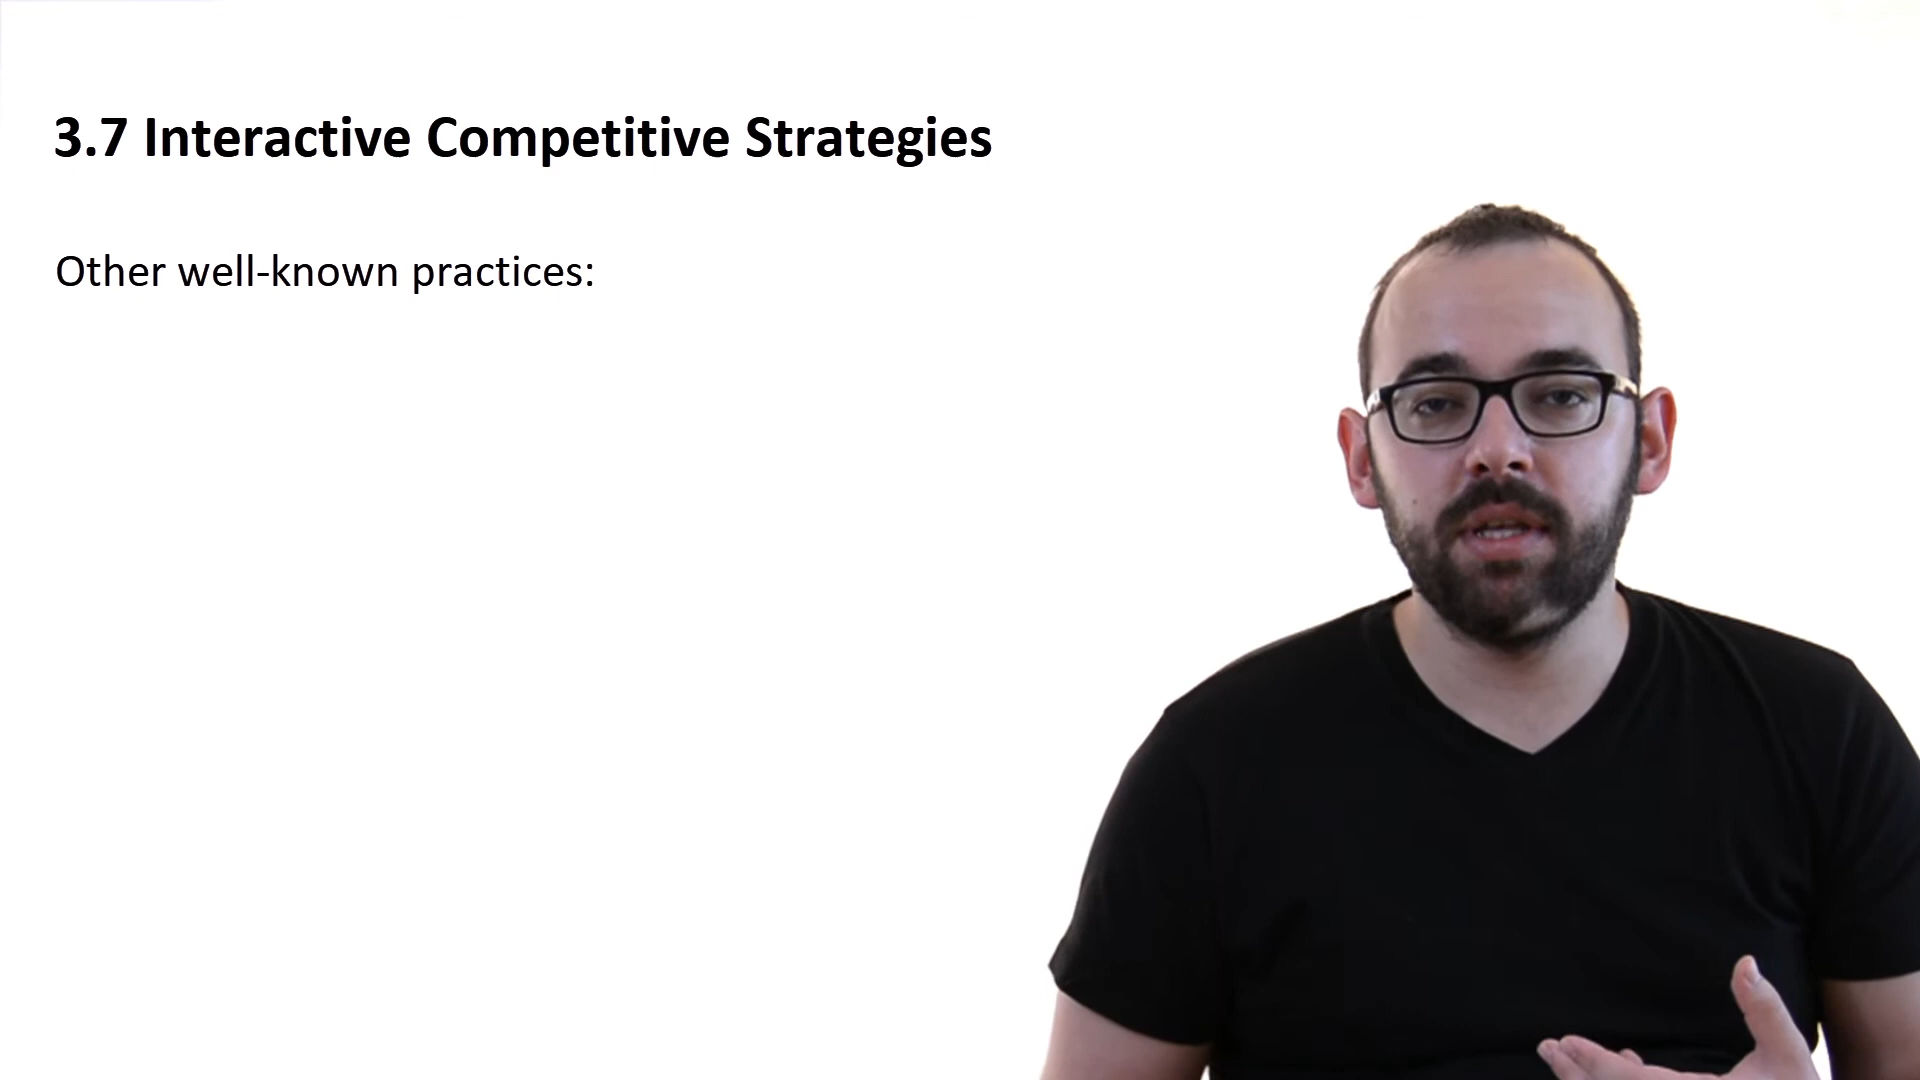 3.7 Interactive Competitive Strategies
Other well-known practices: